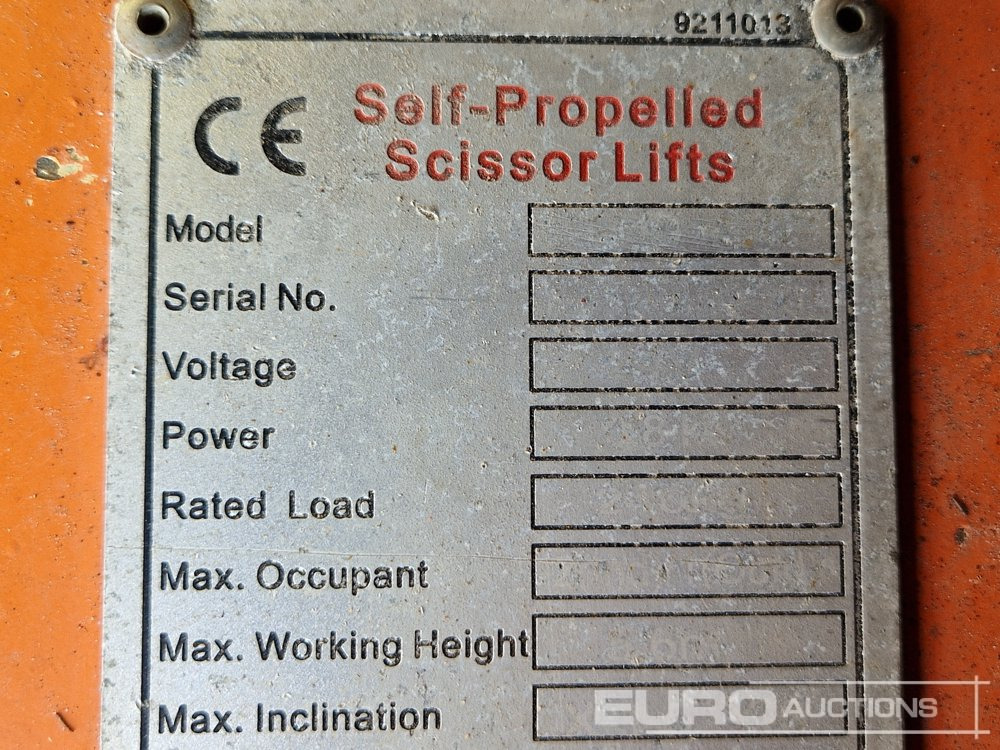 9211013
CE Self-Propelled
Scissor Lifts
Model
Serial No.
Voltage
Power
Rated Load
Max. Occupant
Max. Working Height
Max. Inclination
EURO AUCTIONS